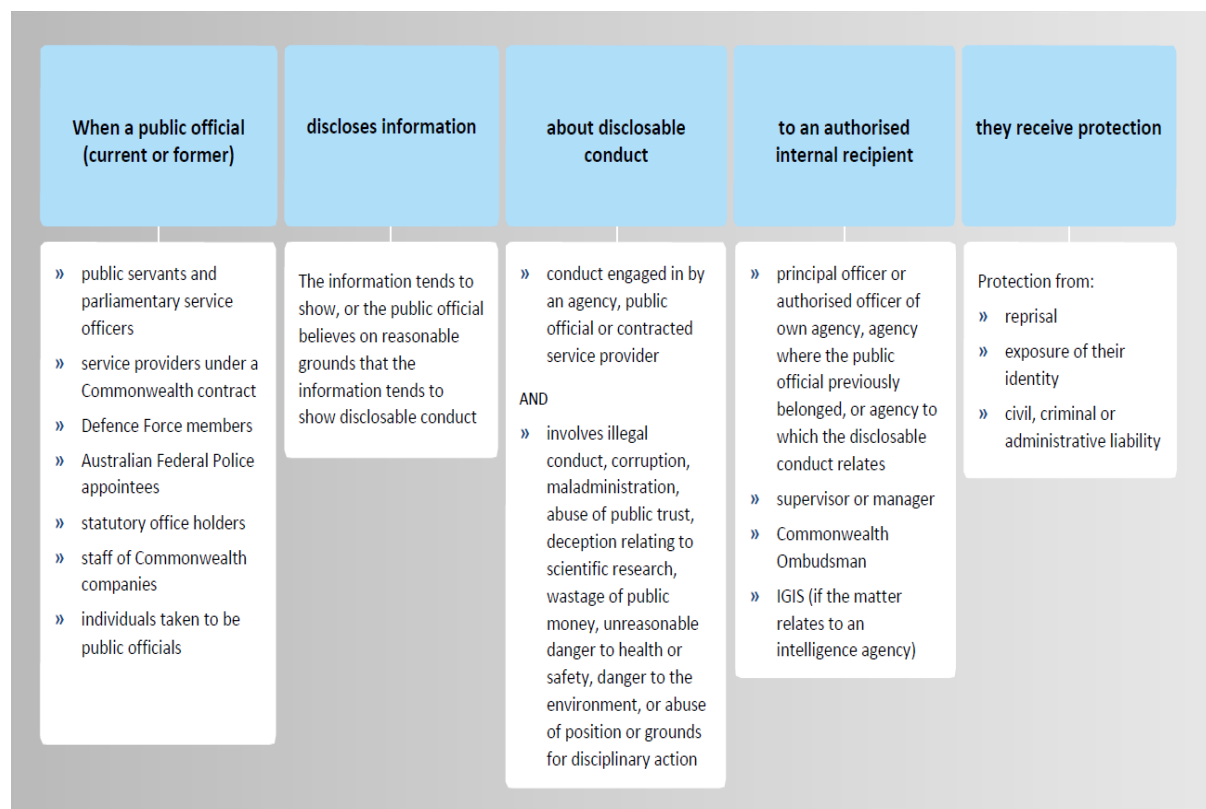 When a public official
(current or former)
discloses information
about disclosable
conduct
to an authorised
internal recipient
they receive protection
» public servants and
parliamentary service
officers
» service providers under a
Commonwealth contract
» Defence Force members
» Australian Federal Police
appointees
» statutory office holders
» staff of Commonwealth
companies
» individuals taken to be
public officials
The information tends to
show, or the public official
believes on reasonable
grounds that the
information tends to
show disclosable conduct
» conduct engaged in by
an agency, public
official or contracted
service provider
AND
» involves illegal
conduct, corruption,
maladministration,
abuse of public trust,
deception relating to
scientific research,
wastage of public
money, unreasonable
danger to health or
safety, danger to the
environment, or abuse
of position or grounds
for disciplinary action
» principal officer or
authorised officer of
own agency, agency
where the public
official previously
belonged, or agency to
which the disclosable
conduct relates
» supervisor or manager
» Commonwealth
Ombudsman
» IGIS (if the matter
relates to an
intelligence agency)
Protection from:
» reprisal
» exposure of their
identity
» civil, criminal or
administrative liability